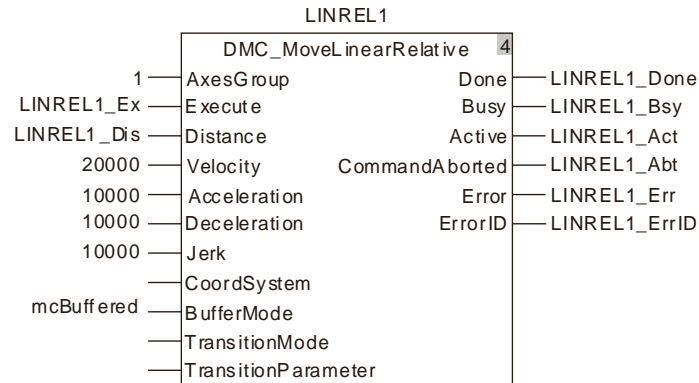 LINREL1
DMC_MoveLinearRelative 4
1 AxesGroup Done LINREL1_Done
LINREL1_Ex Execute Busy LINREL1_Bsy
LINREL1_Dis Distance Active LINREL1_Act
20000 Velocity CommandAborted LINREL1_Abt
10000 Acceleration Error LINREL1_Err
10000 Deceleration ErrorID LINREL1_ErrID
10000 Jerk
CoordSystem
mcBuffered BufferMode
TransitionMode
TransitionParameter